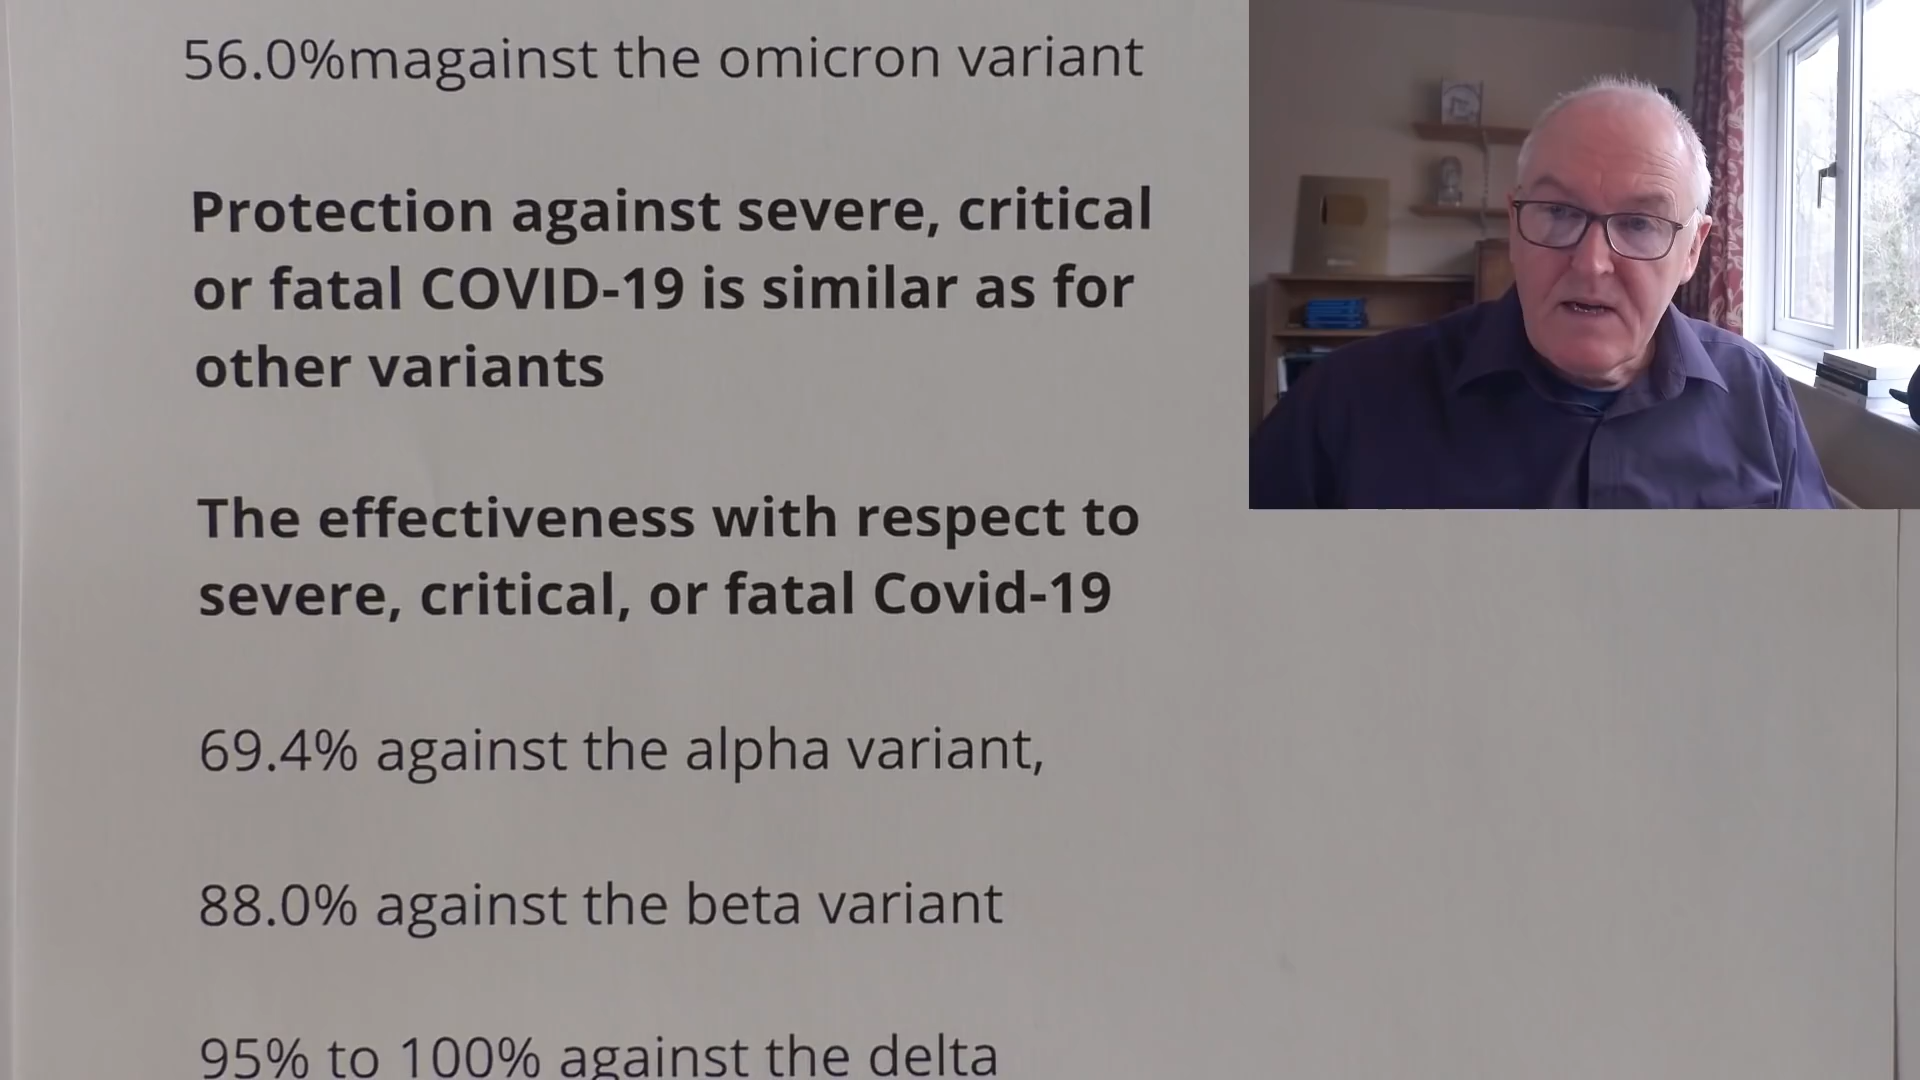 56.0%magainst the omicron variant
Protection against severe, critical
or fatal COVID-19 is similar as for
other variants
The effectiveness with respect to
severe, critical, or fatal Covid-19
69.4% against the alpha variant,
88.0% against the beta variant
95% to 100% against the delta